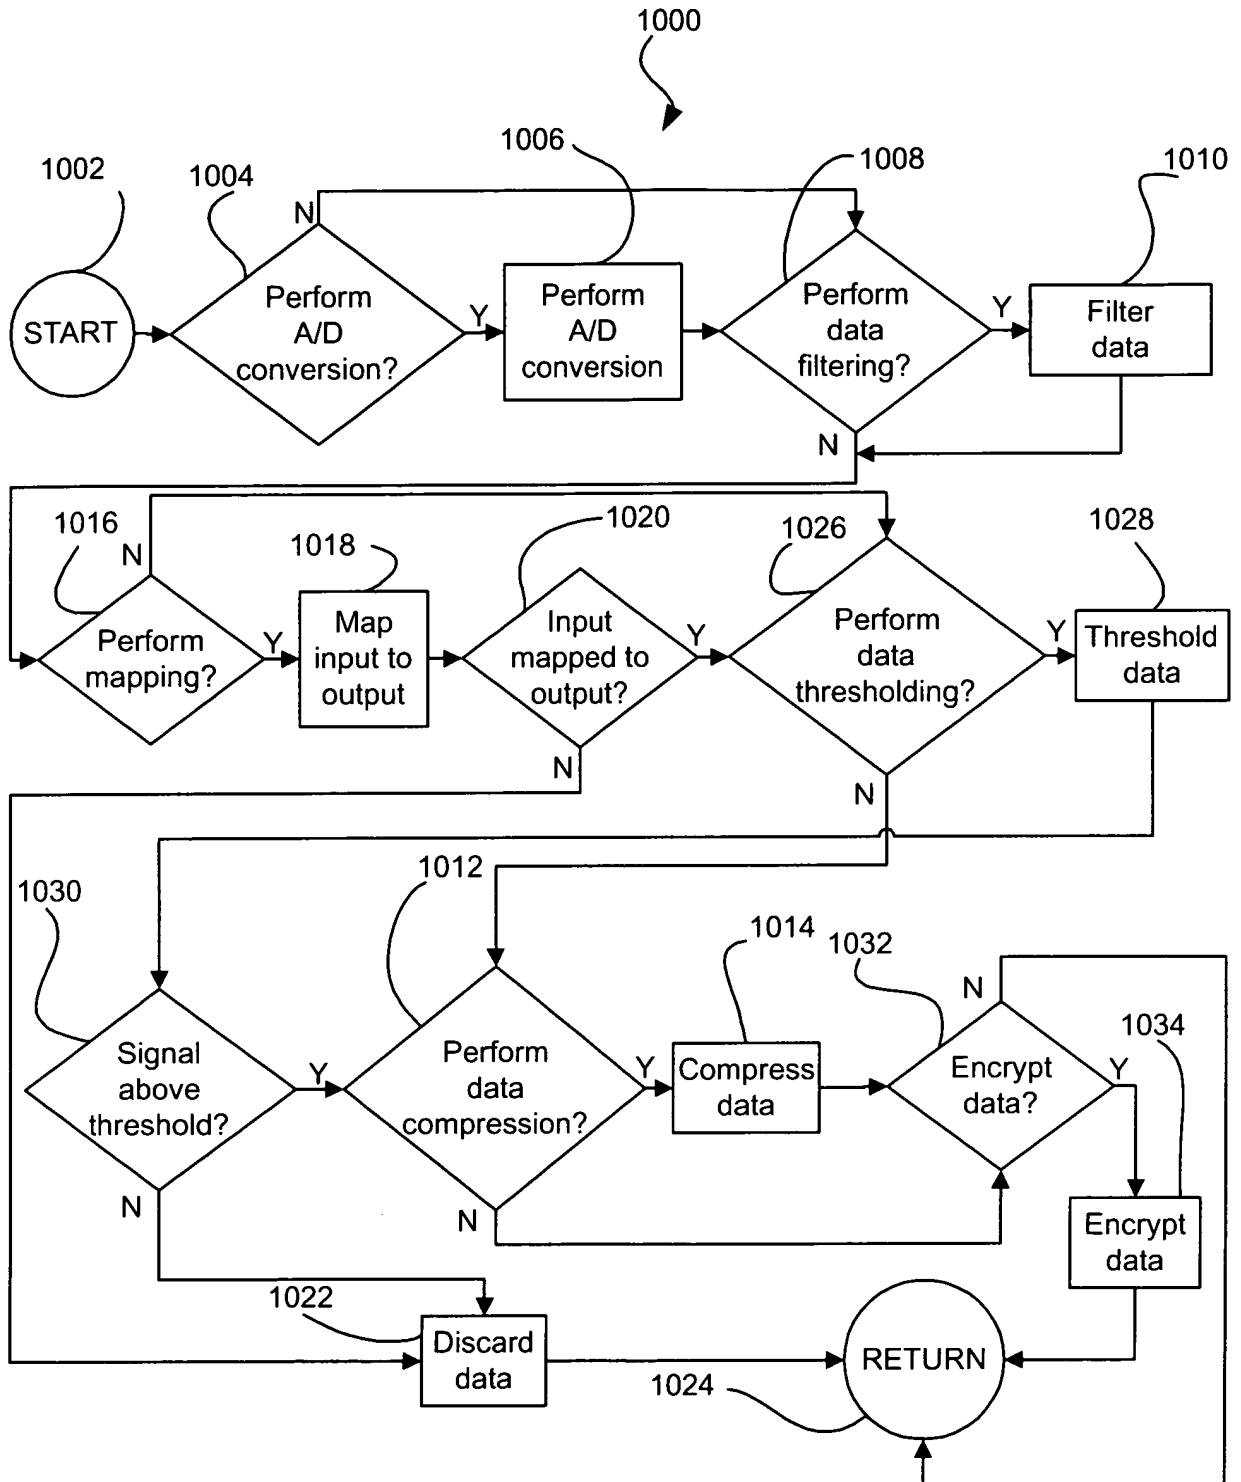 1000
1002
1004
1006
1008
1010
START
Perform
A/D
conversion?
N
Y
Perform
A/D
conversion
Perform
data
filtering?
Y
N
Filter
data
1016
1018
1020
1026
1028
Perform
mapping?
N
Y
Map
input to
output
Input
mapped to
output?
Y
N
Perform
data
thresholding?
Y
N
Threshold
data
1030
1012
1014
1032
1034
Signal
above
threshold?
Y
N
Perform
data
compression?
Y
N
Compress
data
Encrypt
data?
N
Y
Encrypt
data
1022
Discard
data
1024
RETURN